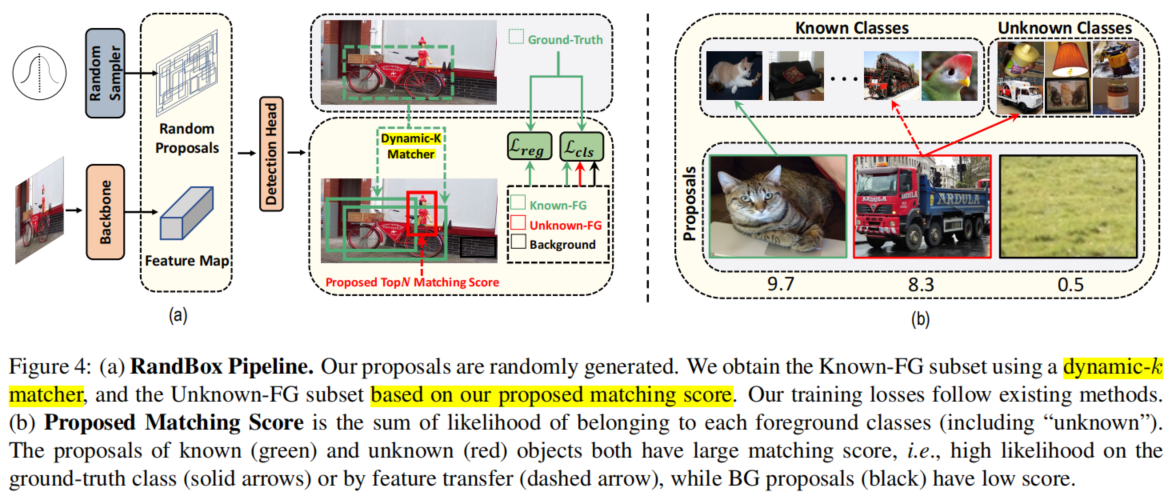 Random
Sampler
Random
Proposals
Backbone
Feature Map
Detection Head
Ground-Truth
Dynamic-K
Matcher
ℒreg
ℒcls
Known-FG
Unknown-FG
Background
Proposed TopN Matching Score
(a)
Known Classes
Unknown Classes
Proposals
ARDULA
9.7
8.3
0.5
(b)
Figure 4: (a) RandBox Pipeline. Our proposals are randomly generated. We obtain the Known-FG subset using a dynamic-k
matcher, and the Unknown-FG subset based on our proposed matching score. Our training losses follow existing methods.
(b) Proposed Matching Score is the sum of likelihood of belonging to each foreground classes (including “unknown”).
The proposals of known (green) and unknown (red) objects both have large matching score, i.e., high likelihood on the
ground-truth class (solid arrows) or by feature transfer (dashed arrow), while BG proposals (black) have low score.